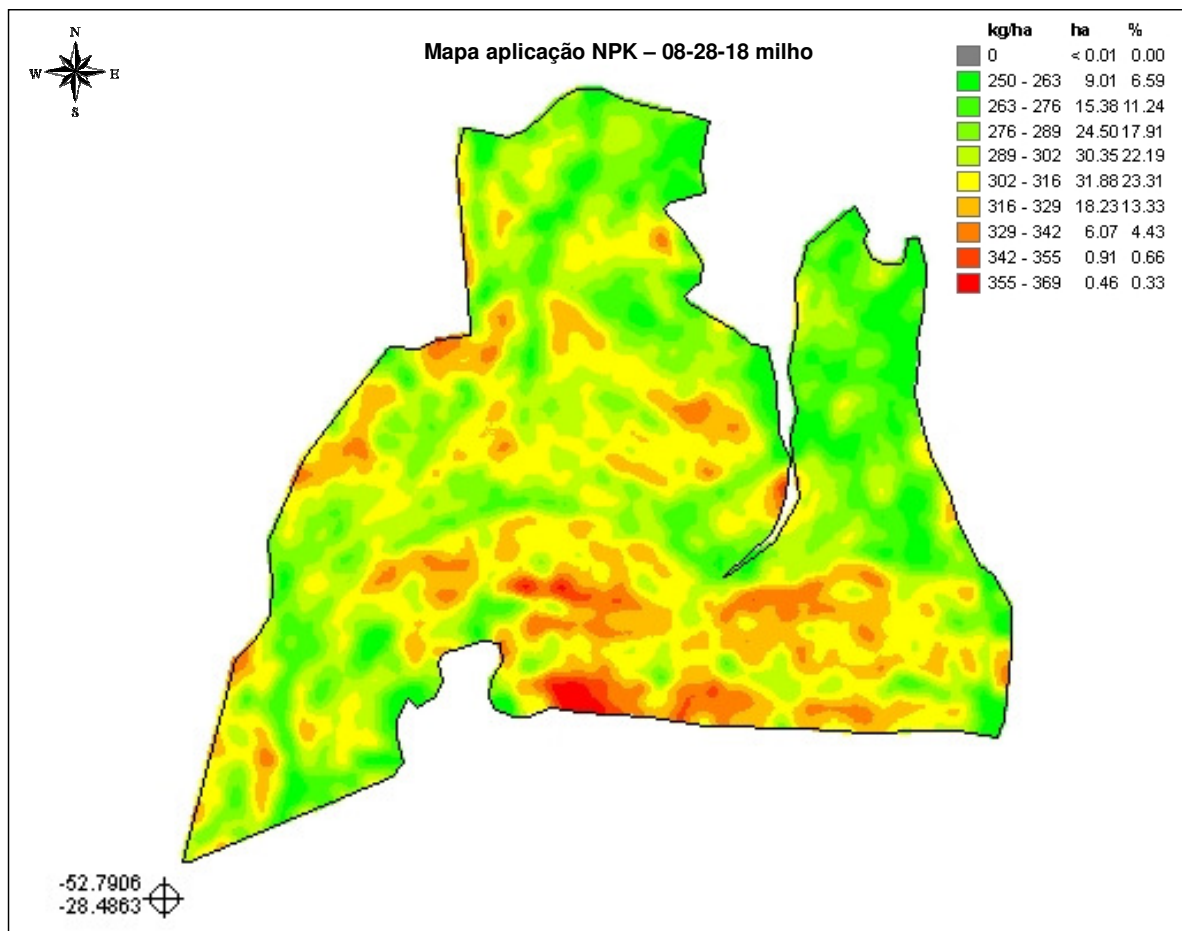 N
W E
S
Mapa aplicação NPK – 08-28-18 milho
kg/ha ha %
0 < 0.01 0.00
250 - 263 9.01 6.59
263 - 276 15.38 11.24
276 - 289 24.50 17.91
289 - 302 30.35 22.19
302 - 316 31.88 23.31
316 - 329 18.23 13.33
329 - 342 6.07 4.43
342 - 355 0.91 0.66
355 - 369 0.46 0.33
-52.7906
-28.4863